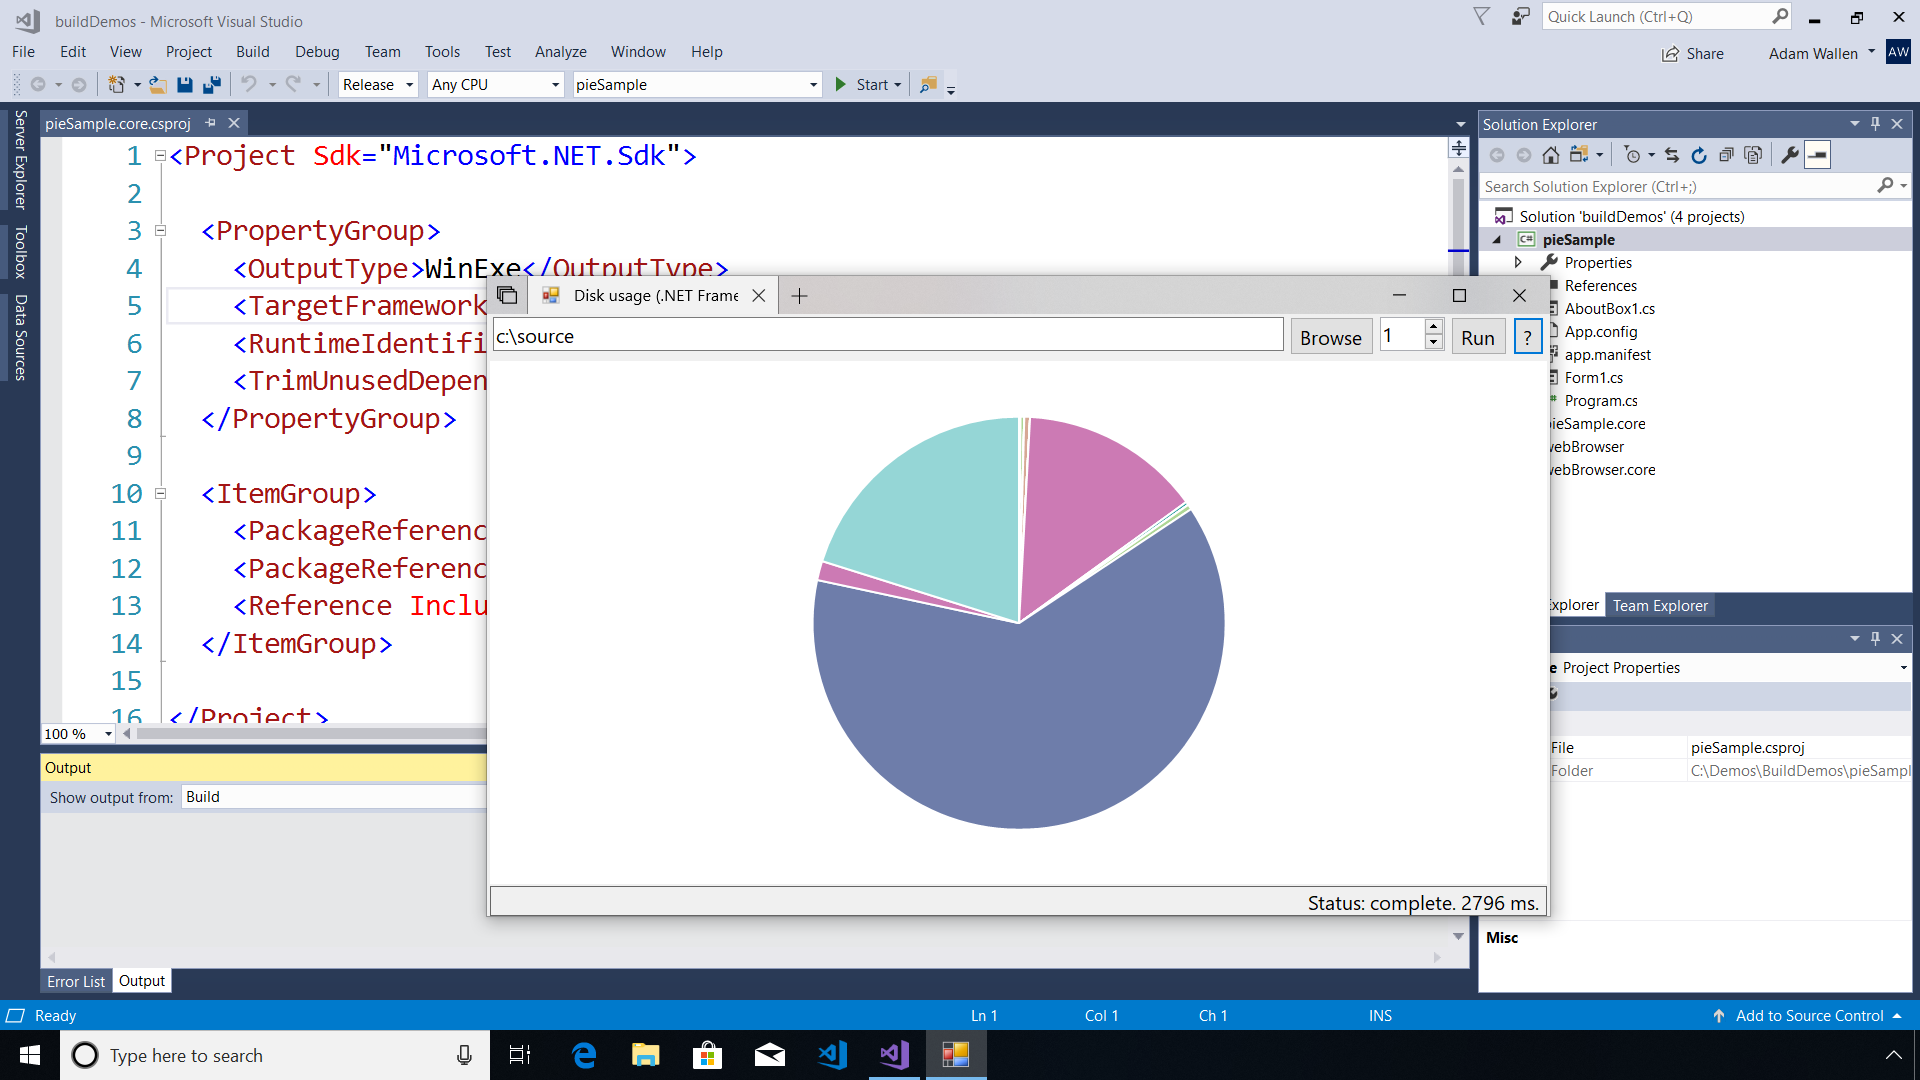 buildDemos - Microsoft Visual Studio
Quick Launch (Ctrl+Q)
File Edit View Project Build Debug Team Tools Test Analyze Window Help
Share Adam Wallen AW
Release Any CPU pieSample Start
Server Explorer
Toolbox
Data Sources
pieSample.core.csproj
1 <Project Sdk="Microsoft.NET.Sdk">
2
3 <PropertyGroup>
4 <OutputType>WinExe</OutputType>
5 <TargetFramework
6 <RuntimeIdentifi
7 <TrimUnusedDepen
8 </PropertyGroup>
9
10 <ItemGroup>
11 <PackageReferenc
12 <PackageReferenc
13 <Reference Inclu
14 </ItemGroup>
15
16 </Project>
100 %
Output
Show output from: Build
Error List Output
Disk usage (.NET Frame
c:\source Browse 1 Run ?
Status: complete. 2796 ms.
Solution Explorer
Search Solution Explorer (Ctrl+;)
Solution 'buildDemos' (4 projects)
C# pieSample
Properties
References
AboutBox1.cs
App.config
app.manifest
Form1.cs
Program.cs
pieSample.core
webBrowser
webBrowser.core
Explorer Team Explorer
e Project Properties
File pieSample.csproj
Folder C:\Demos\BuildDemos\pieSampl
Misc
Ready Ln 1 Col 1 Ch 1 INS Add to Source Control
Type here to search